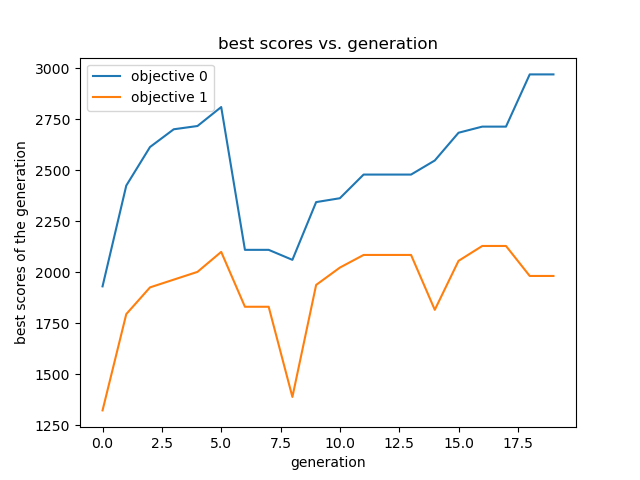 best scores vs. generation
objective 0
objective 1
3000
2750
2500
2250
2000
1750
1500
1250
best scores of the generation
0.0 2.5 5.0 7.5 10.0 12.5 15.0 17.5
generation